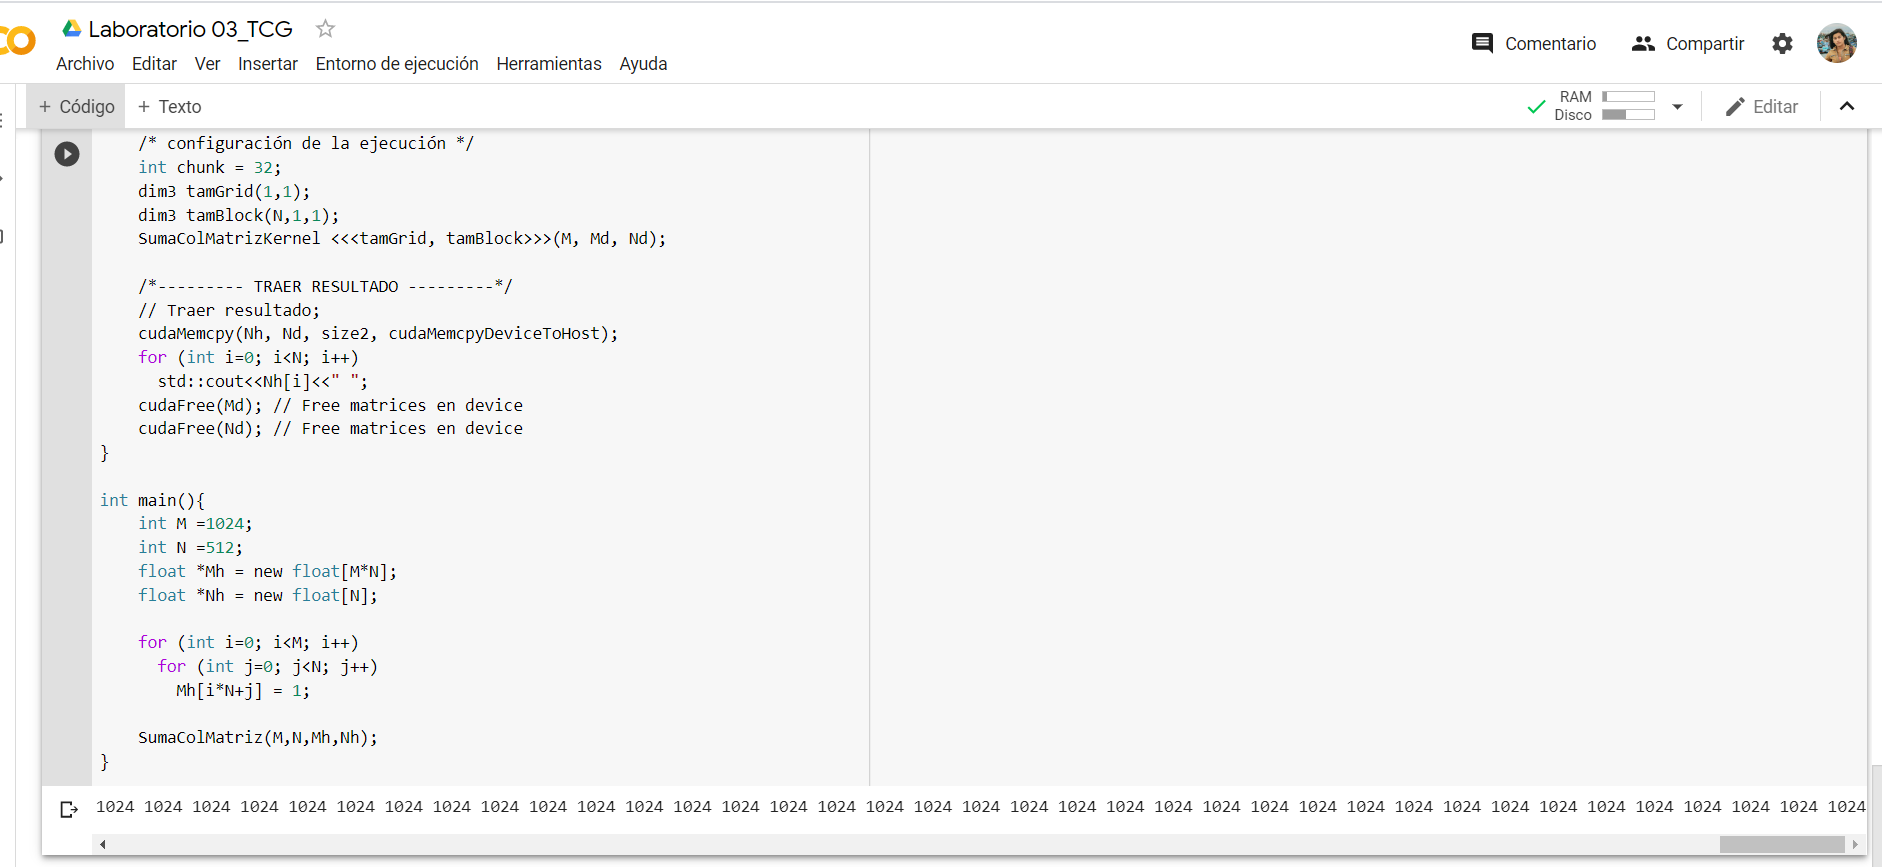 Laboratorio 03_TCG
Comentario
Compartir
Archivo Editar Ver Insertar Entorno de ejecución Herramientas Ayuda
+ Código + Texto
RAM
Disco
Editar
/* configuración de la ejecución */
int chunk = 32;
dim3 tamGrid(1,1);
dim3 tamBlock(N,1,1);
SumaColMatrizKernel <<<tamGrid, tamBlock>>>(M, Md, Nd);
/*--------- TRAER RESULTADO ---------*/
// Traer resultado;
cudaMemcpy(Nh, Nd, size2, cudaMemcpyDeviceToHost);
for (int i=0; i<N; i++)
std::cout<<Nh[i]<<" ";
cudaFree(Md); // Free matrices en device
cudaFree(Nd); // Free matrices en device
}
int main(){
int M =1024;
int N =512;
float *Mh = new float[M*N];
float *Nh = new float[N];
for (int i=0; i<M; i++)
for (int j=0; j<N; j++)
Mh[i*N+j] = 1;
SumaColMatriz(M,N,Mh,Nh);
}
1024 1024 1024 1024 1024 1024 1024 1024 1024 1024 1024 1024 1024 1024 1024 1024 1024 1024 1024 1024 1024 1024 1024 1024 1024 1024 1024 1024 1024 1024 1024 1024 1024 1024 1024 1024 1024